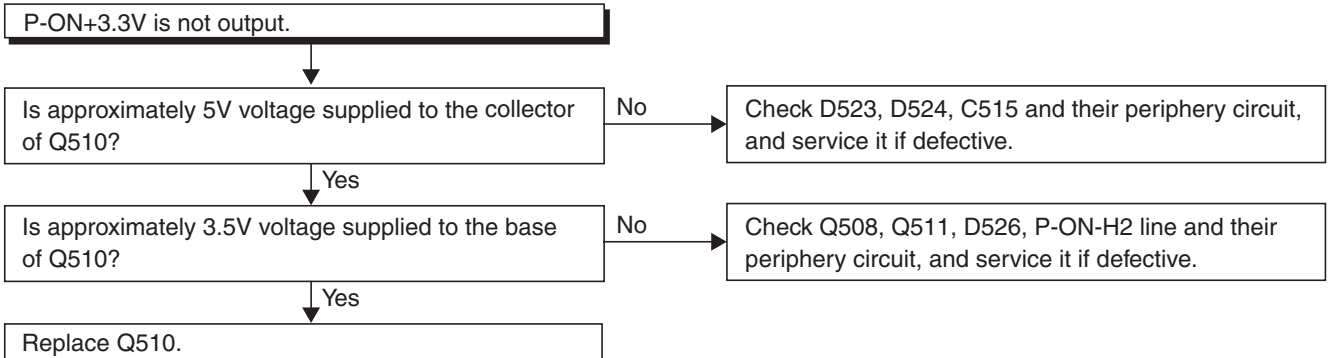 P-ON+3.3V is not output.
Is approximately 5V voltage supplied to the collector
of Q510?
No
Check D523, D524, C515 and their periphery circuit,
and service it if defective.
Yes
Is approximately 3.5V voltage supplied to the base
of Q510?
No
Check Q508, Q511, D526, P-ON-H2 line and their
periphery circuit, and service it if defective.
Yes
Replace Q510.